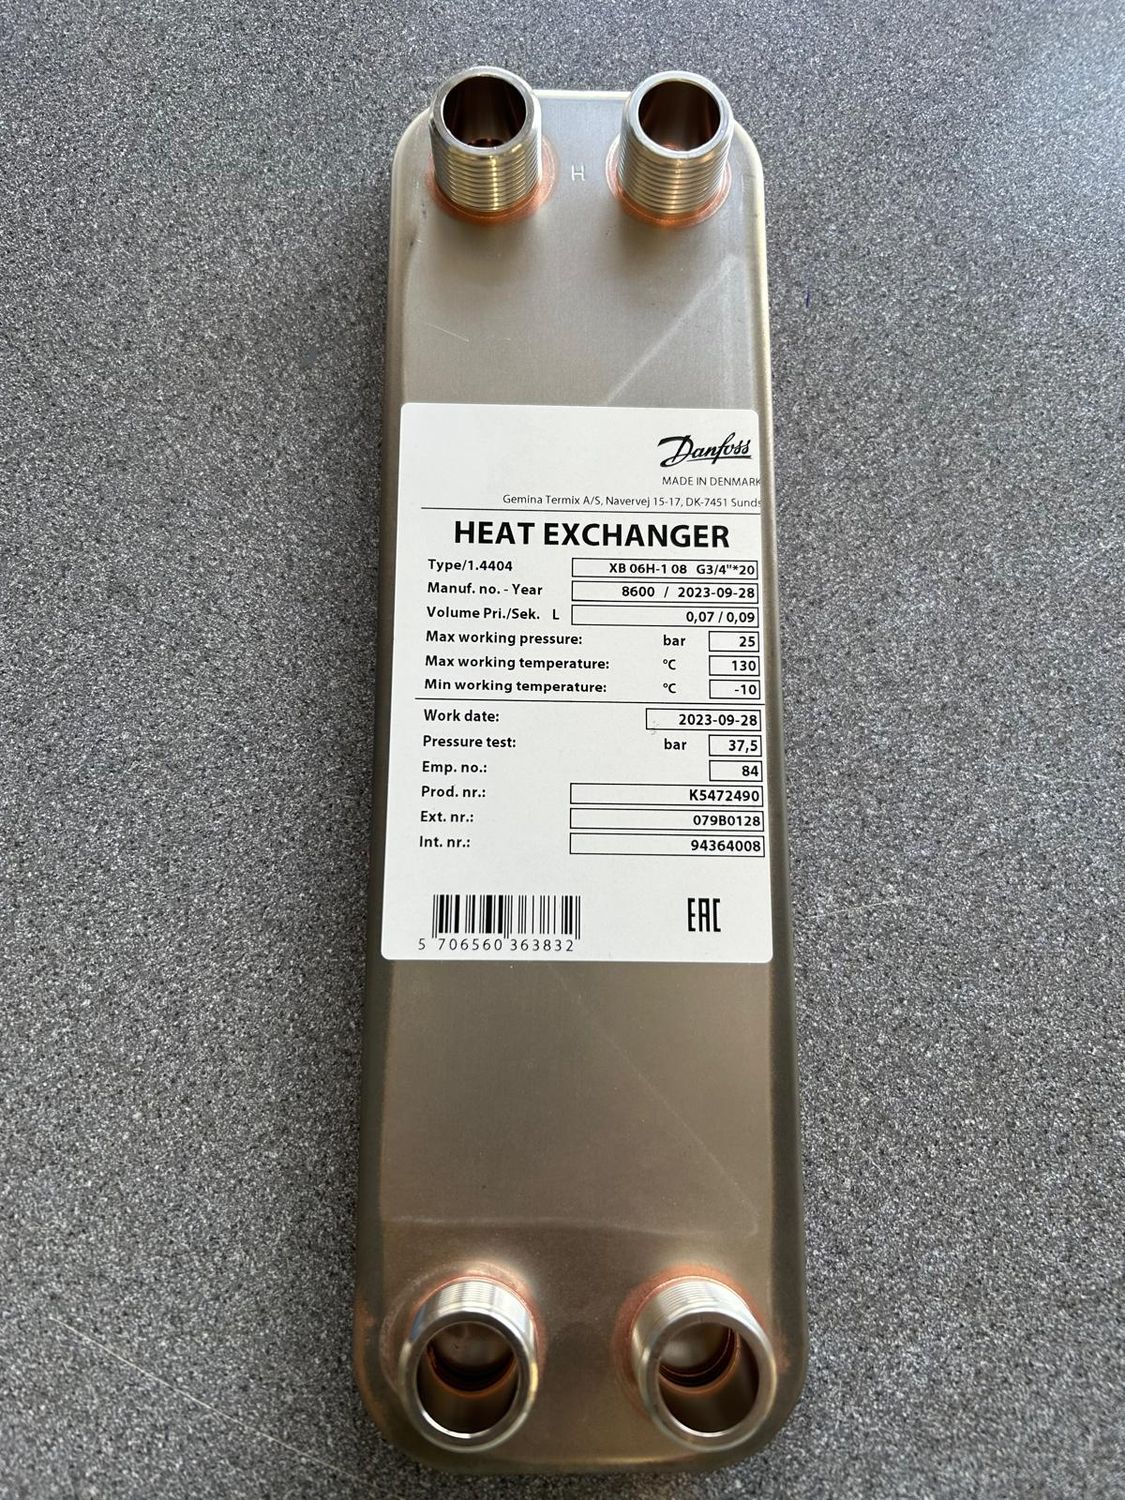 H
Danfoss
MADE IN DENMARK
Gemina Termix A/S, Navervej 15-17, DK-7451 Sunds
HEAT EXCHANGER
Type/1.4404 XB 06H-1 08 G3/4"*20
Manuf. no. - Year 8600 / 2023-09-28
Volume Pri./Sek. L 0,07 / 0,09
Max working pressure: bar 25
Max working temperature: °C 130
Min working temperature: °C -10
Work date: 2023-09-28
Pressure test: bar 37,5
Emp. no.: 84
Prod. nr.: K5472490
Ext. nr.: 079B0128
Int. nr.: 94364008
EAC
5 706560 363832